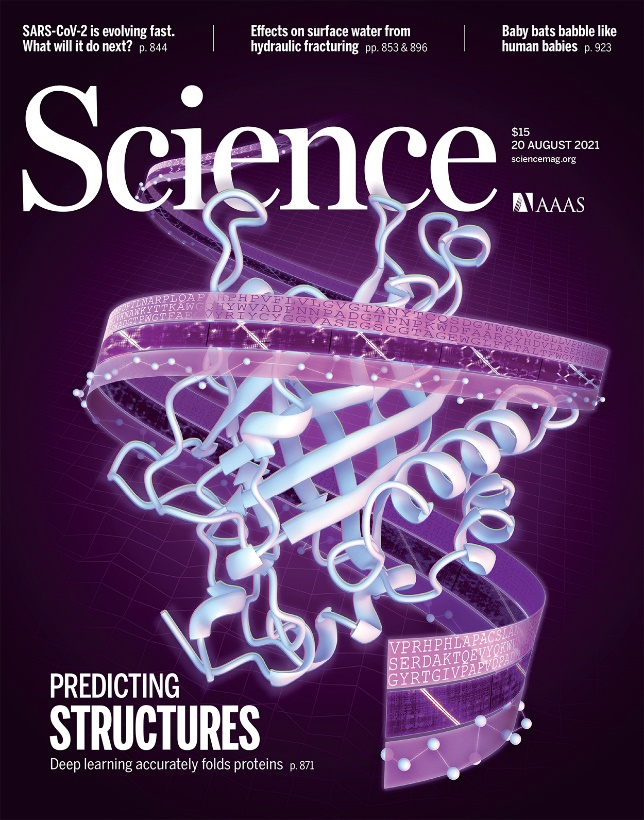 SARS-CoV-2 is evolving fast.
What will it do next? p. 844
Effects on surface water from
hydraulic fracturing pp. 853 & 896
Baby bats babble like
human babies p. 923
Science
$15
20 AUGUST 2021
sciencemag.org
AAAS
VPRHPHLAPACSL
SERDAKTQEVYQKW
GYRTGIVPAPVD
PREDICTING
STRUCTURES
Deep learning accurately folds proteins p. 871